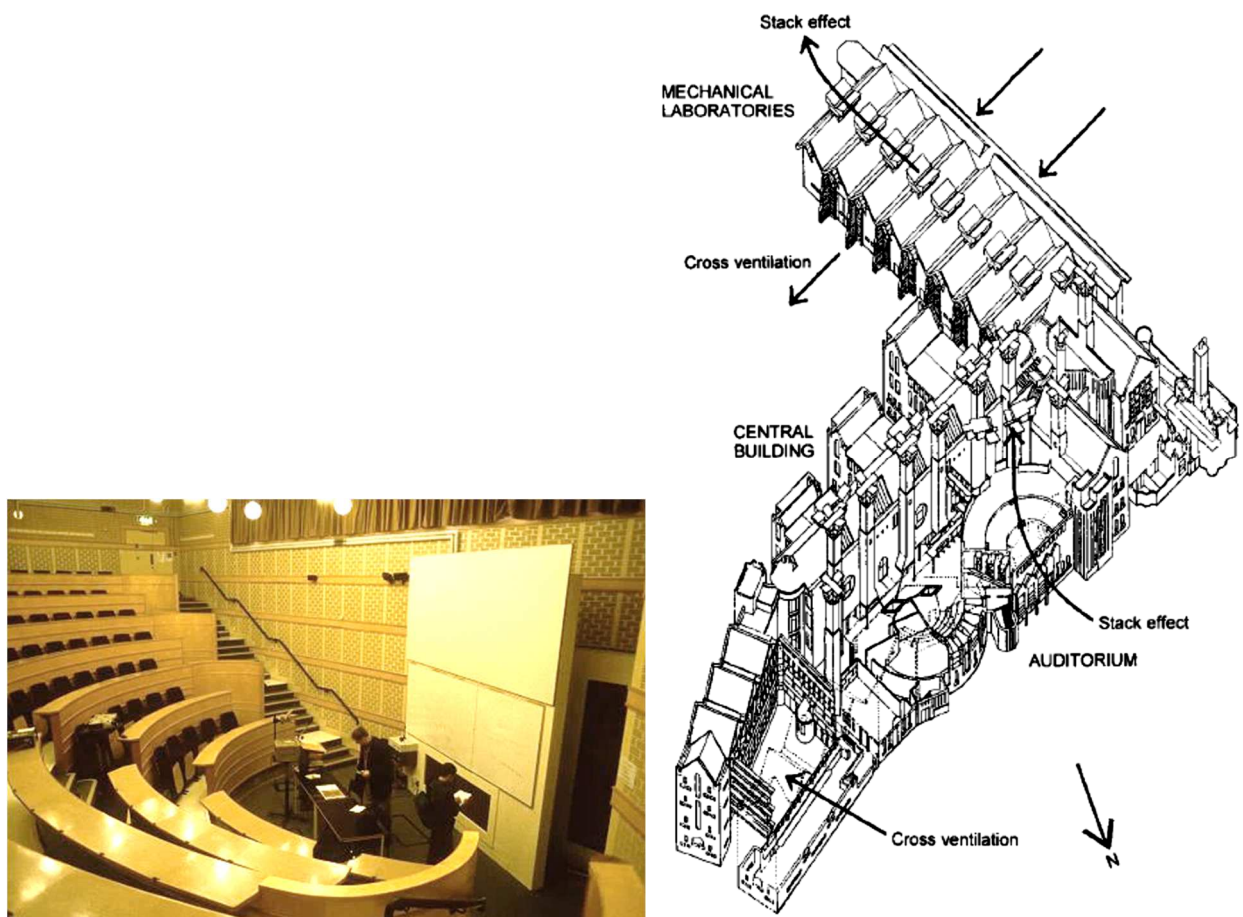 Stack effect
MECHANICAL
LABORATORIES
Cross ventilation
CENTRAL
BUILDING
Stack effect
AUDITORIUM
Cross ventilation
N